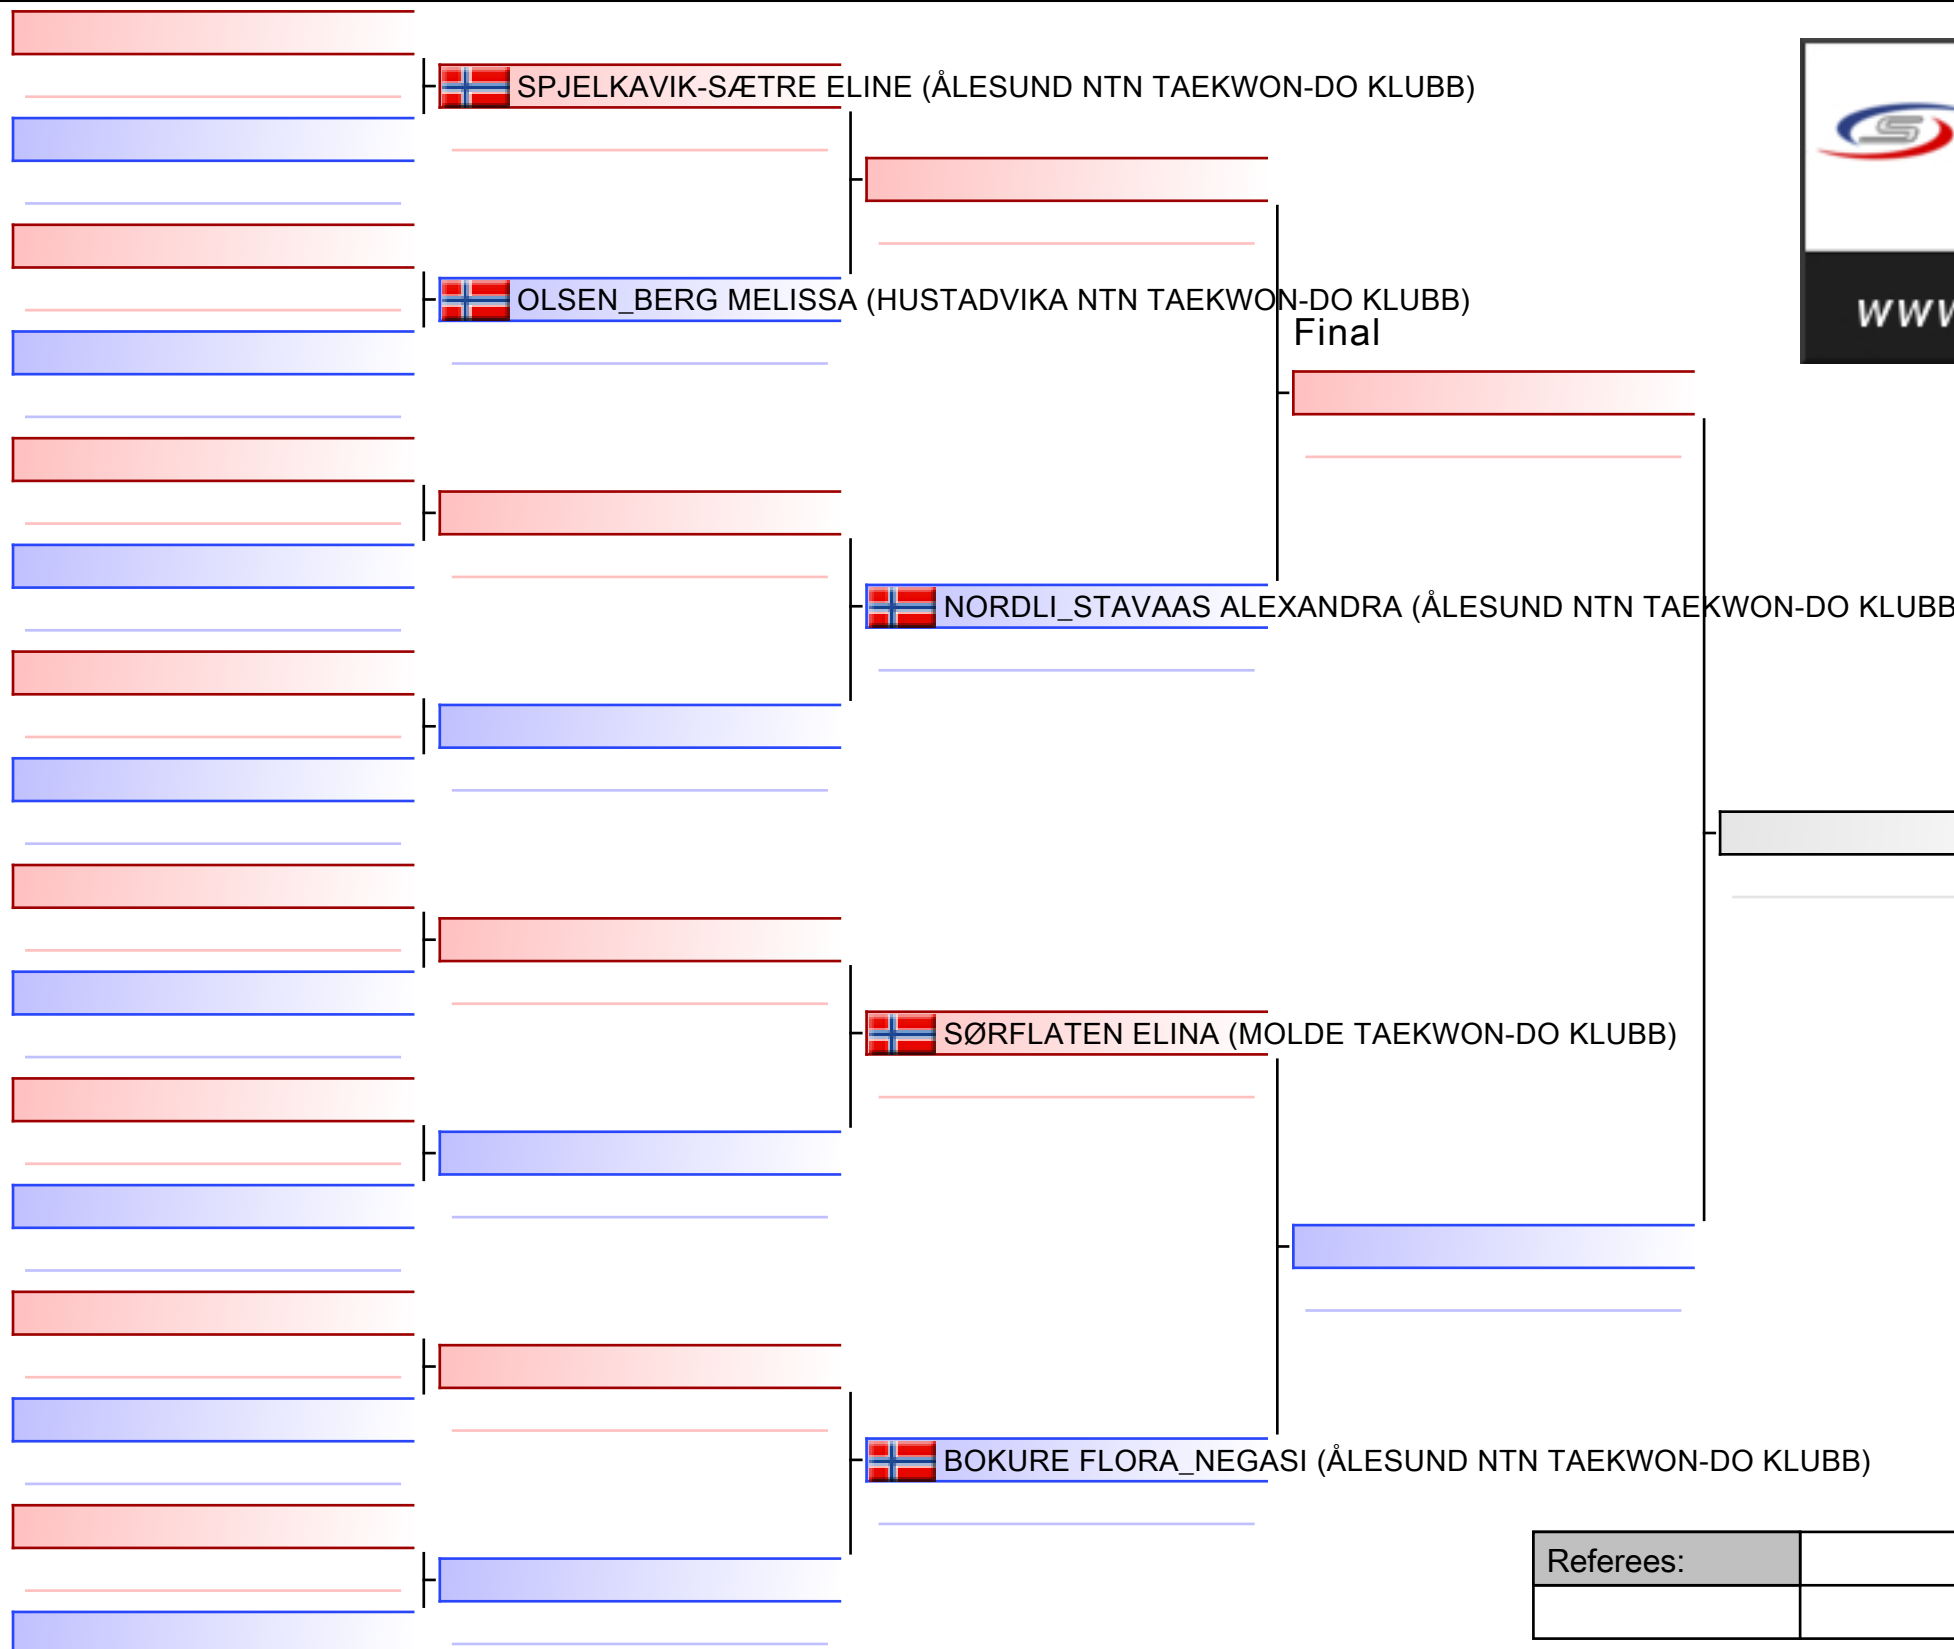 SPJELKAVIK-SÆTRE ELINE (ÅLESUND NTN TAEKWON-DO KLUBB)
OLSEN_BERG MELISSA (HUSTADVIKA NTN TAEKWON-DO KLUBB)
Final
NORDLI_STAVAAS ALEXANDRA (ÅLESUND NTN TAEKWON-DO KLUBB
SØRFLATEN ELINA (MOLDE TAEKWON-DO KLUBB)
BOKURE FLORA_NEGASI (ÅLESUND NTN TAEKWON-DO KLUBB)
Referees: